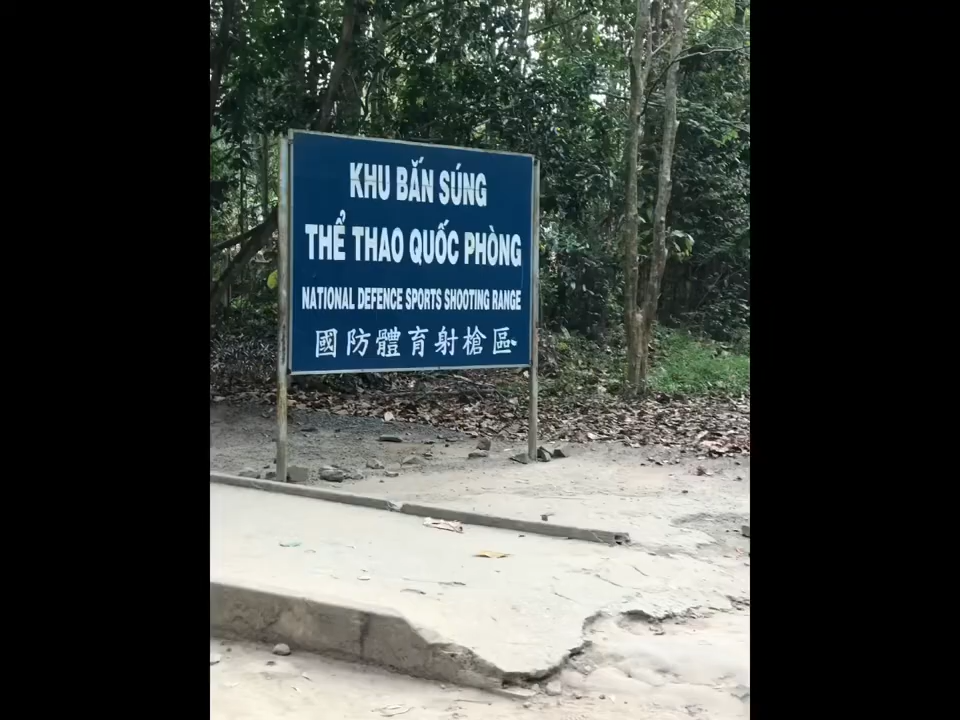 KHU BẮN SÚNG
THỂ THAO QUỐC PHÒNG
NATIONAL DEFENCE SPORTS SHOOTING RANGE
國防體育射槍區